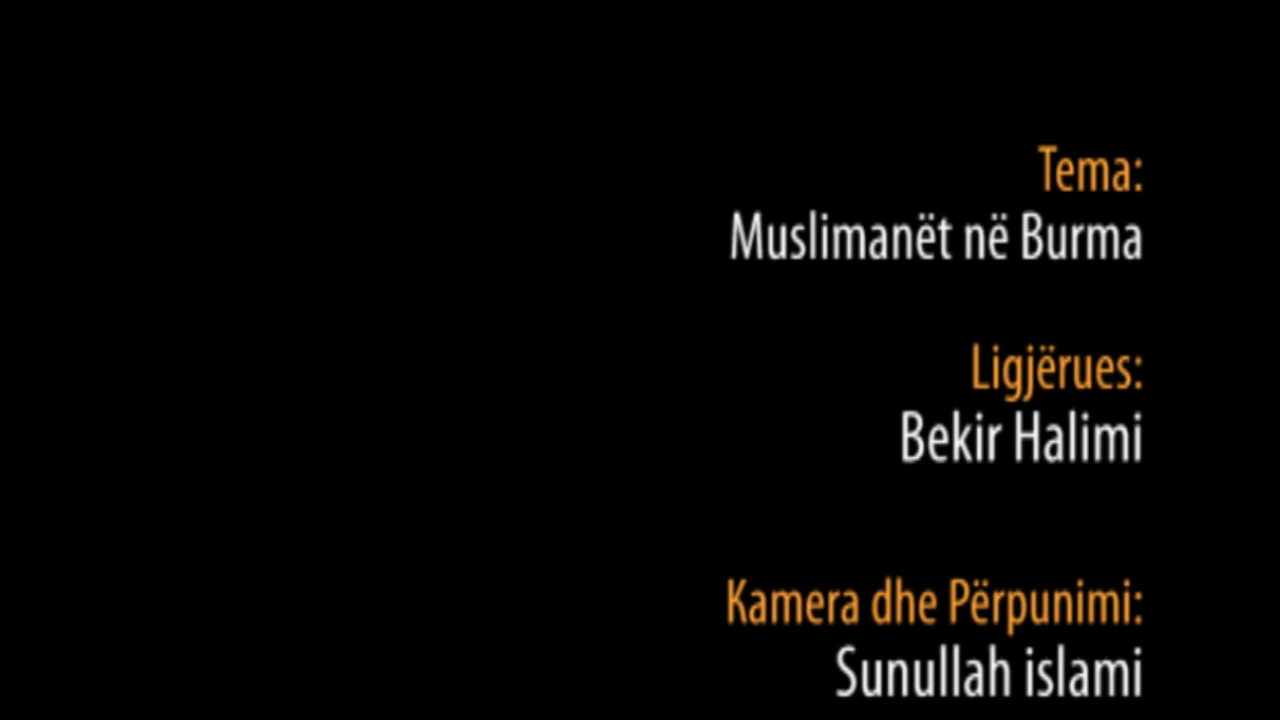 Tema:
Muslimanët në Burma
Ligjërues:
Bekir Halimi
Kamera dhe Përpunimi:
Sunullah islami